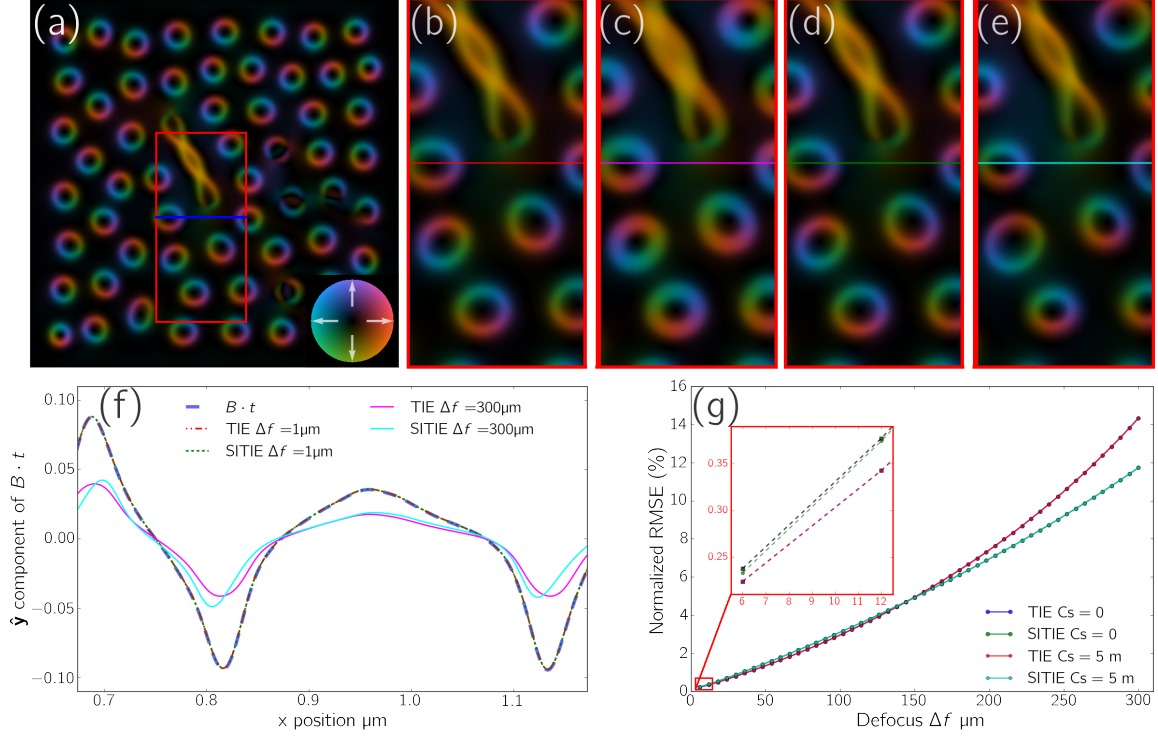 (a)
(b)
(c)
(d)
(e)
(f)
B · t
TIE Δf =1µm
SITIE Δf =1µm
TIE Δf =300µm
SITIE Δf =300µm
ŷ component of B · t
0.10
0.05
0.00
−0.05
−0.10
0.7
0.8
0.9
1.0
1.1
x position µm
(g)
Normalized RMSE (%)
16
14
12
10
8
6
4
2
0
0.35
0.30
0.25
6
7
8
9
10
11
12
TIE Cs = 0
SITIE Cs = 0
TIE Cs = 5 m
SITIE Cs = 5 m
0
50
100
150
200
250
300
Defocus Δf µm